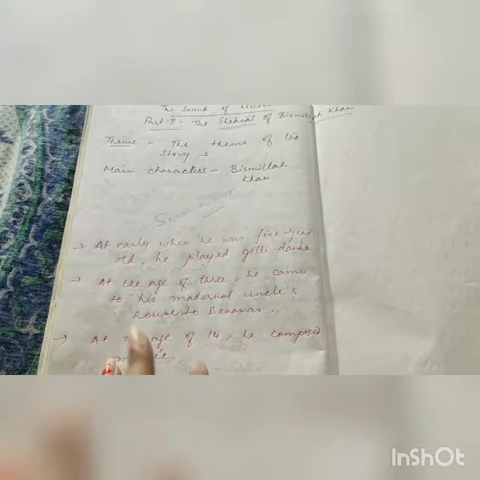 The Sound of Music
Part-II - The Shehnai of Bismillah Khan
Theme - The theme of the
story →
Main characters - Bismillah
Khan.
→ At early when he was five-year
old, he played gilli danda
→ At the age of three, he came
to his maternal uncle's
house to Benaras.
→ At age of 14, he composed
InShOt